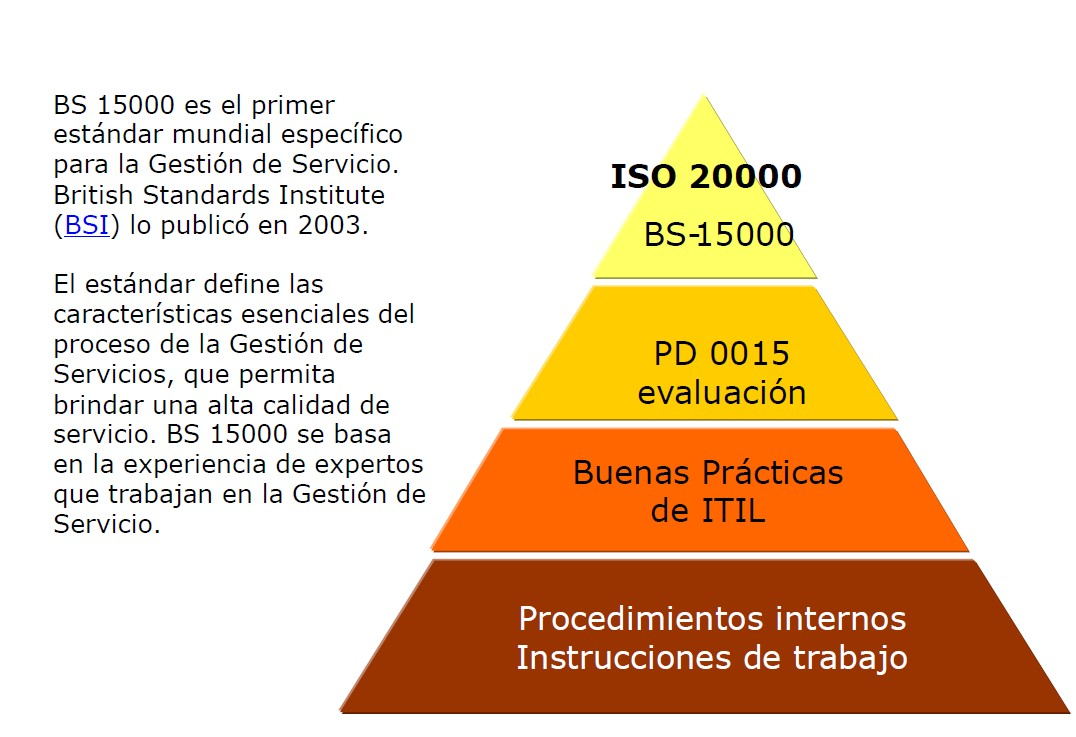 BS 15000 es el primer
estándar mundial específico
para la Gestión de Servicio.
British Standards Institute
(BSI) lo publicó en 2003.
El estándar define las
características esenciales del
proceso de la Gestión de
Servicios, que permita
brindar una alta calidad de
servicio. BS 15000 se basa
en la experiencia de expertos
que trabajan en la Gestión de
Servicio.
ISO 20000
BS-15000
PD 0015
evaluación
Buenas Prácticas
de ITIL
Procedimientos internos
Instrucciones de trabajo